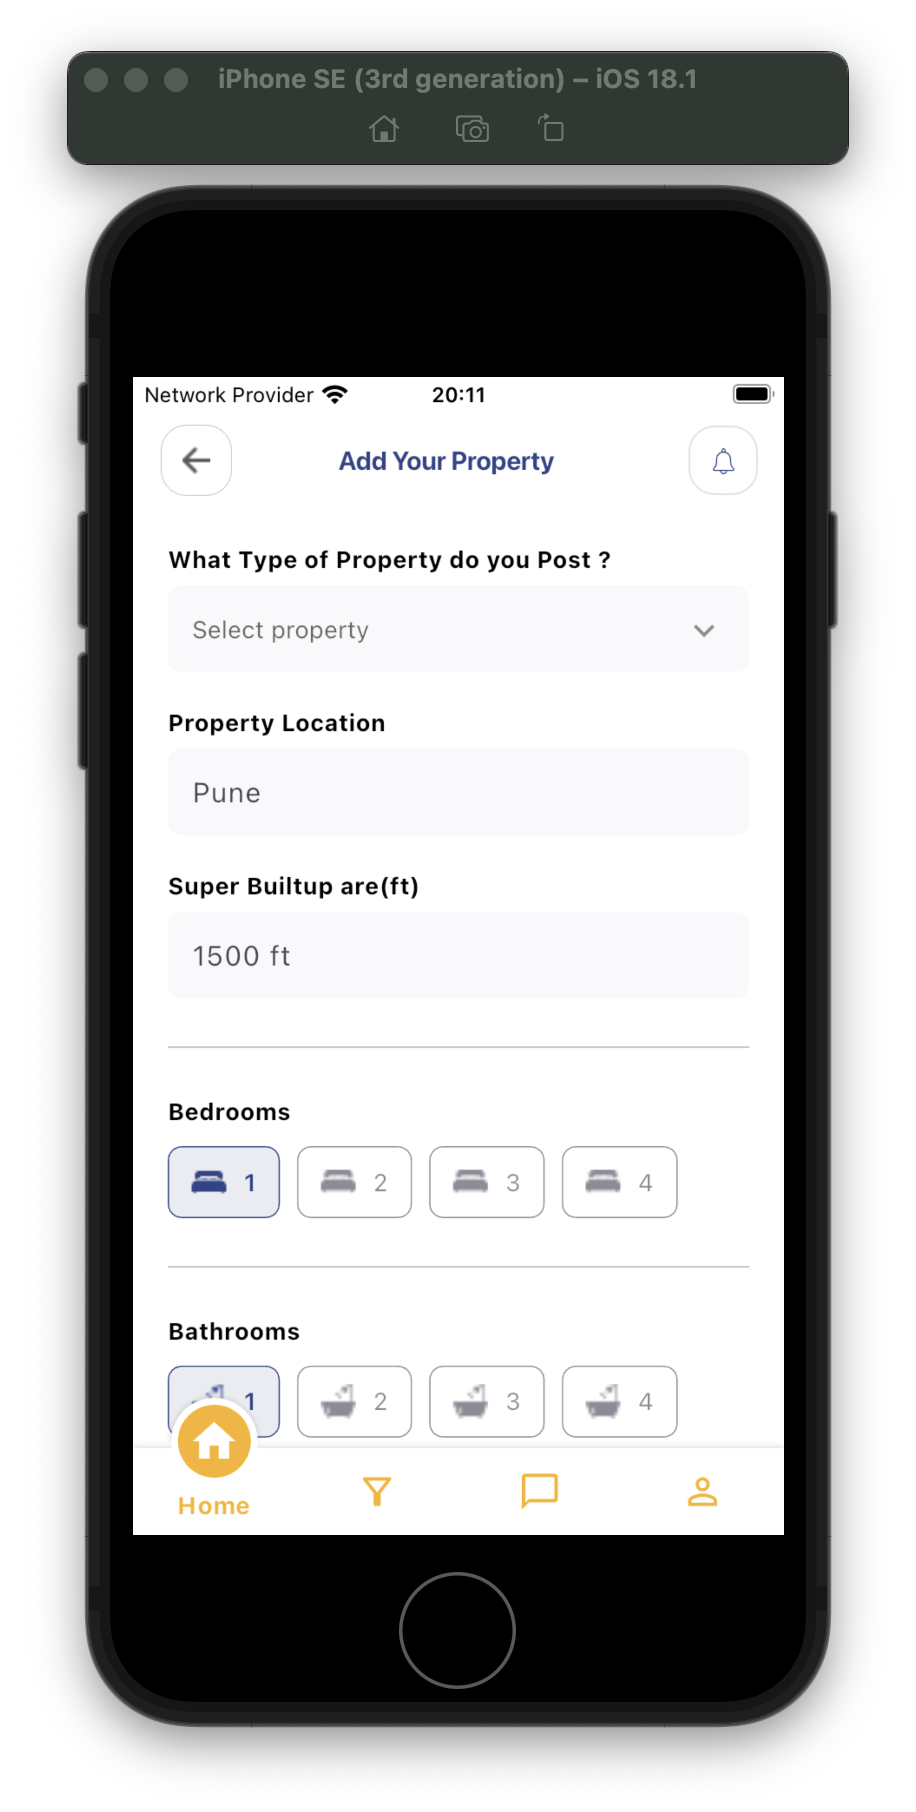 iPhone SE (3rd generation) – iOS 18.1
Network Provider 20:11
Add Your Property
What Type of Property do you Post ?
Select property
Property Location
Pune
Super Builtup are(ft)
1500 ft
Bedrooms
1 2 3 4
Bathrooms
1 2 3 4
Home